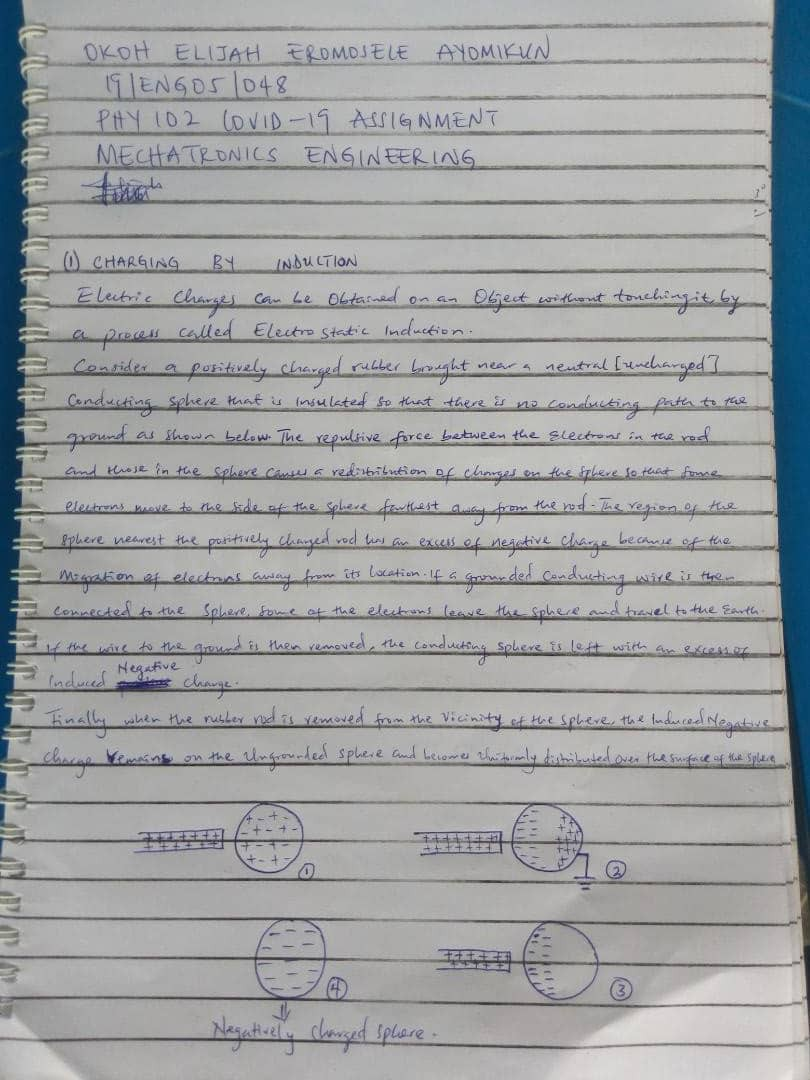 OKOH ELIJAH EROMOSELE AYOMIKUN
19/ENG05/048
PHY 102 COVID-19 ASSIGNMENT
MECHATRONICS ENGINEERING
(1) CHARGING BY INDUCTION
Electric Charges can be Obtained on an Object without touching it, by
a process called Electrostatic Induction.
Consider a positively charged rubber brought near a neutral [uncharged]
Conducting sphere that is insulated so that there is no conducting path to the
ground as shown below. The repulsive force between the electrons in the rod
and those in the sphere causes a redistribution of charges on the sphere so that some
electrons move to the side of the sphere farthest away from the rod. The region of the
sphere nearest the positively charged rod has an excess of negative charge because of the
Migration of electrons away from its location. If a grounded Conducting wire is then
connected to the Sphere, some of the electrons leave the sphere and travel to the Earth.
If the wire to the ground is then removed, the conducting sphere is left with an excess of
Induced Negative charge.
Finally when the rubber rod is removed from the Vicinity of the Sphere, the Induced Negative
charge remains on the Ungrounded sphere and becomes Uniformly distributed over the surface of the sphere
1
2
4
3
Negatively charged sphere.